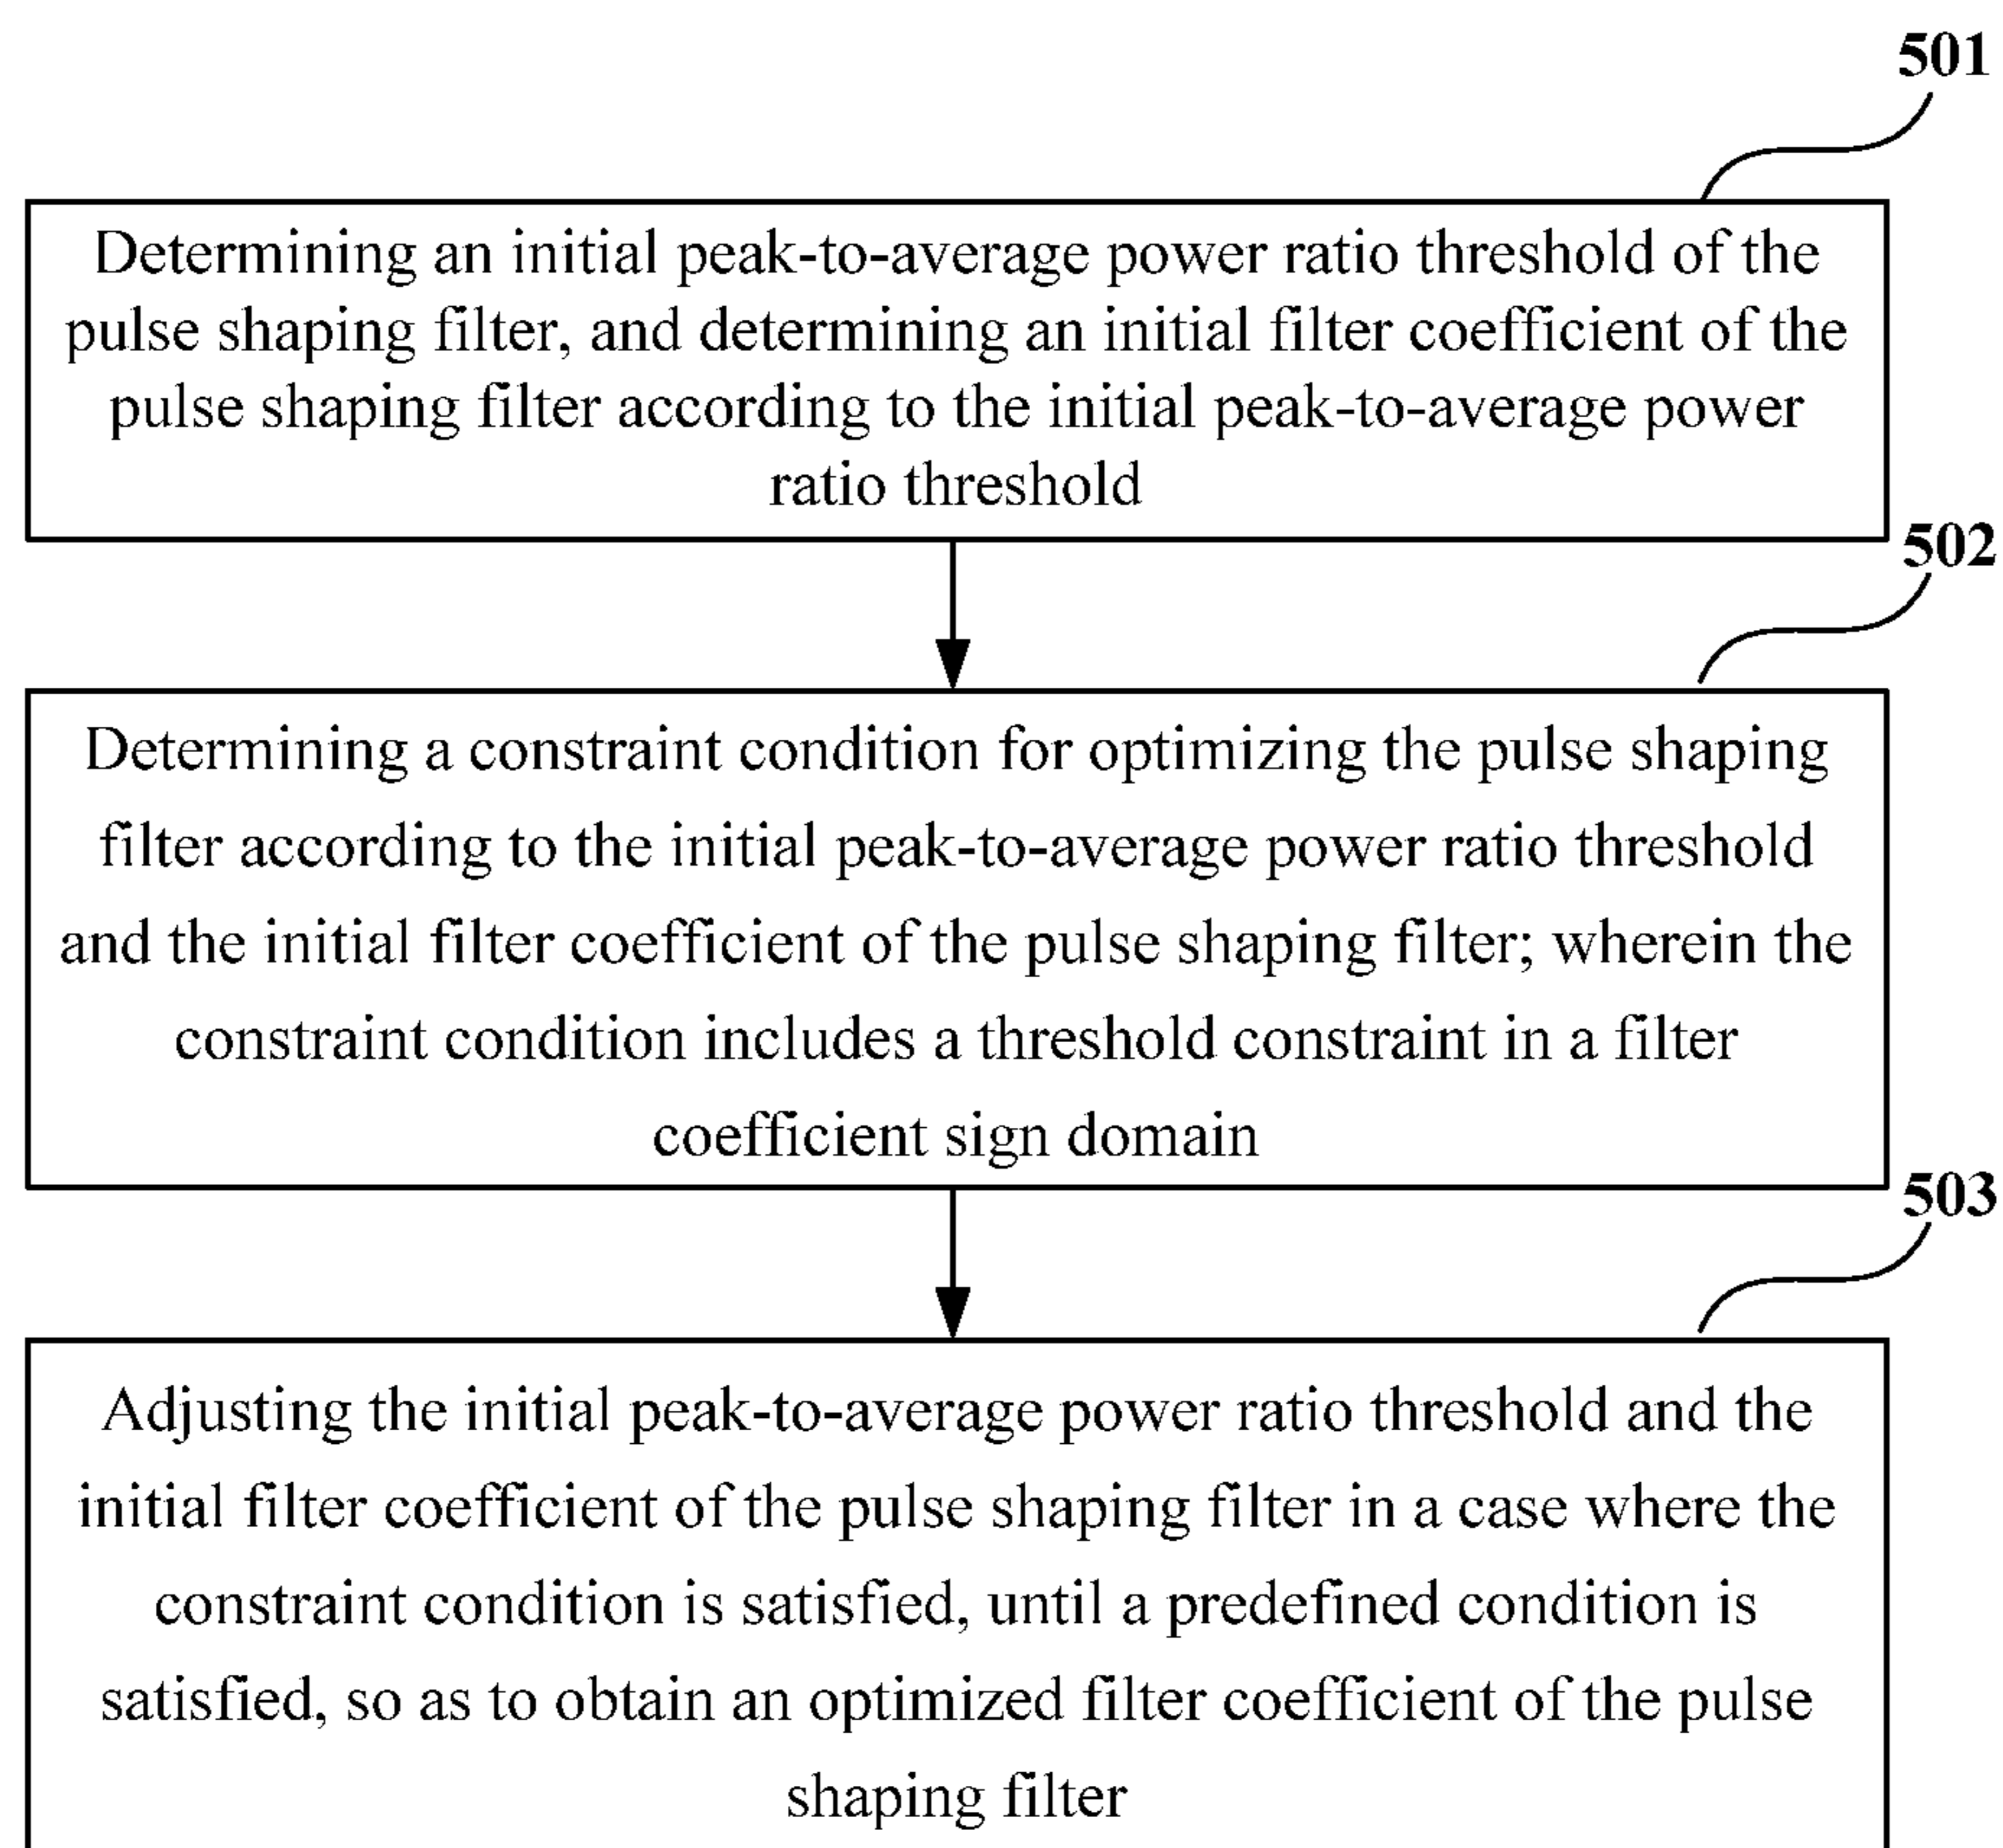 501
Determining an initial peak-to-average power ratio threshold of the
pulse shaping filter, and determining an initial filter coefficient of the
pulse shaping filter according to the initial peak-to-average power
ratio threshold
502
Determining a constraint condition for optimizing the pulse shaping
filter according to the initial peak-to-average power ratio threshold
and the initial filter coefficient of the pulse shaping filter; wherein the
constraint condition includes a threshold constraint in a filter
coefficient sign domain
503
Adjusting the initial peak-to-average power ratio threshold and the
initial filter coefficient of the pulse shaping filter in a case where the
constraint condition is satisfied, until a predefined condition is
satisfied, so as to obtain an optimized filter coefficient of the pulse
shaping filter